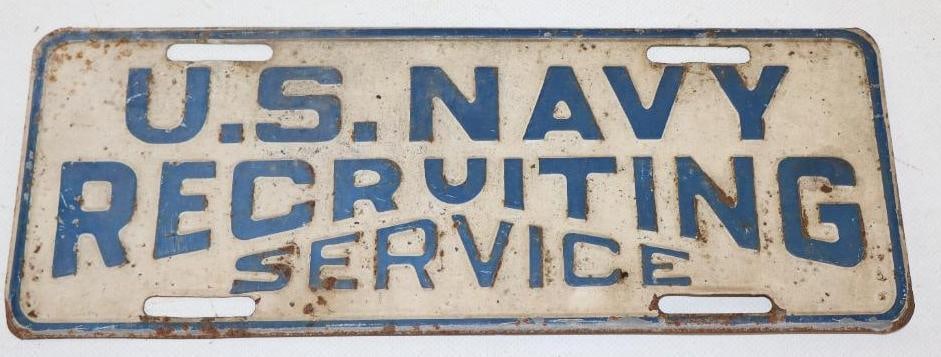 U.S. NAVY
RECRUITING
SERVICE